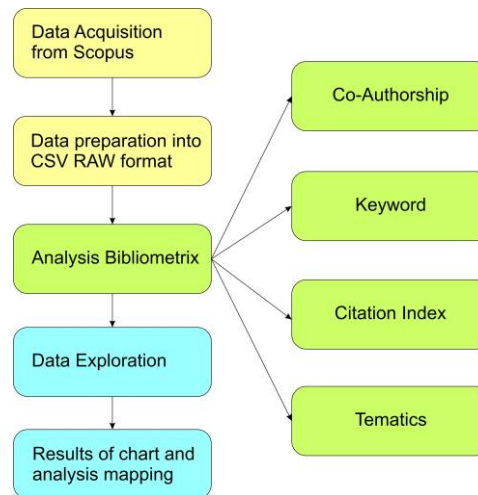 Data Acquisition
from Scopus
Data preparation into
CSV RAW format
Analysis Bibliometrix
Data Exploration
Results of chart and
analysis mapping
Co-Authorship
Keyword
Citation Index
Tematics